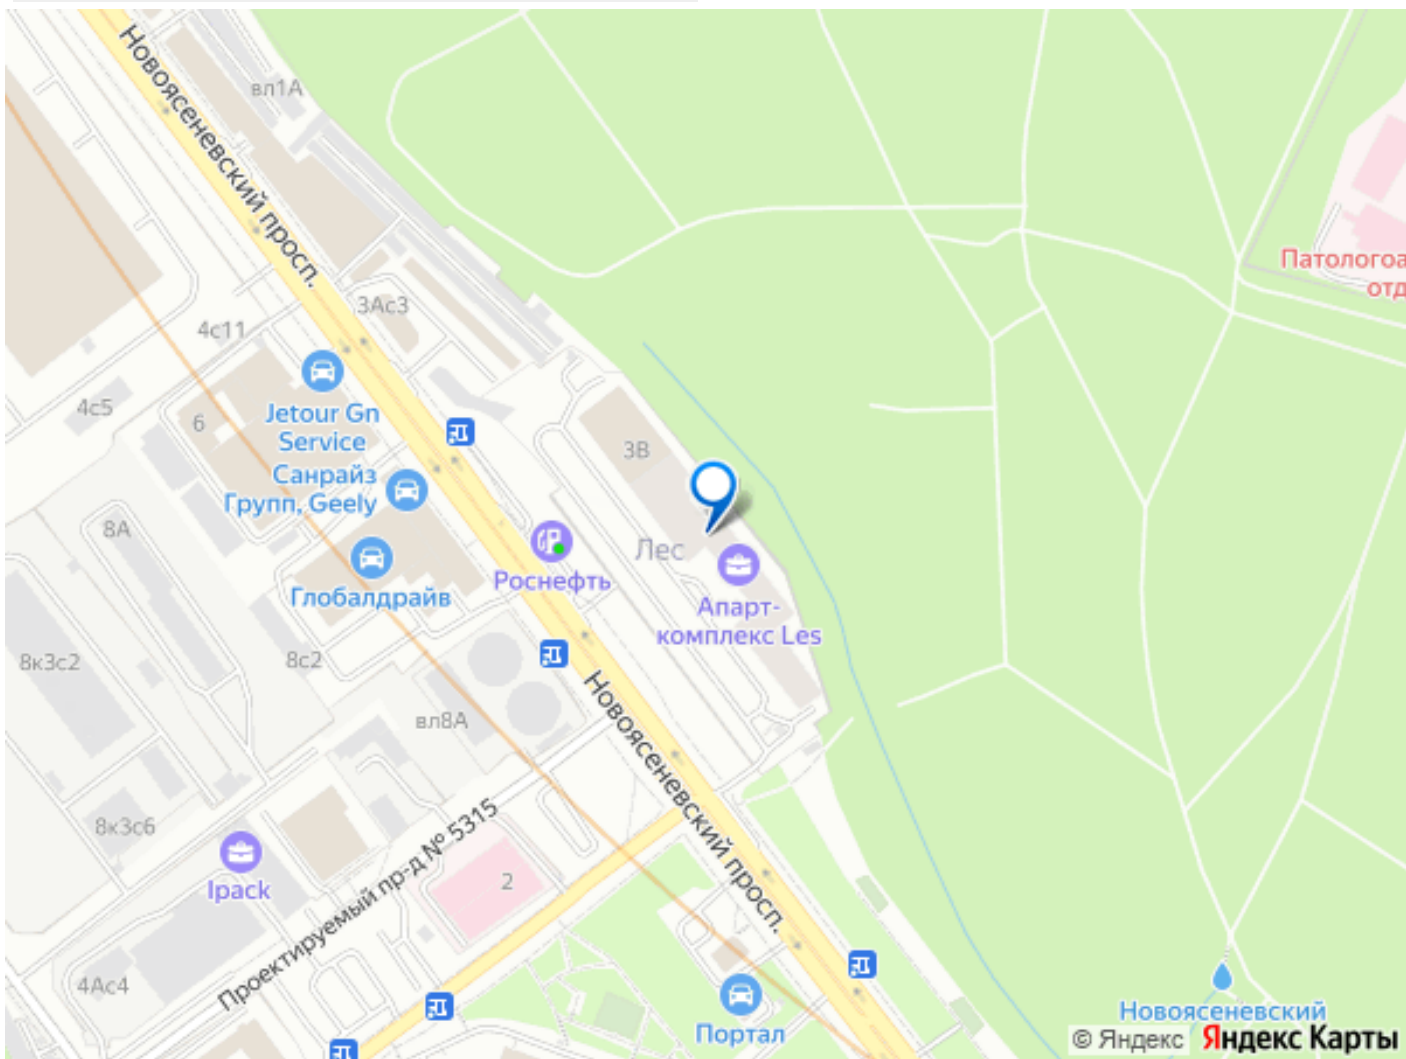 Новоясеневский просп.
вл1А
Патологоа
отд
3Ас3
4с11
Jetour Gn
Service
4с5
6
Санрайз
Групп, Geely
3В
8А
Лес
Роснефть
Глобалдрайв
Апарт-
комплекс Les
8к3с2
8с2
вл8А
Новоясеневский просп.
8к3с6
Проектируемый пр-д № 5315
Ipack
2
4Ас4
Портал
Новоясеневский
© Яндекс Яндекс Карты